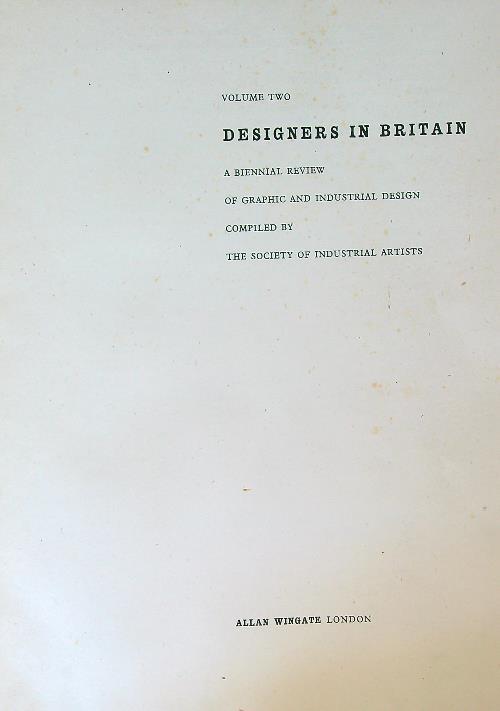 VOLUME TWO
DESIGNERS IN BRITAIN
A BIENNIAL REVIEW
OF GRAPHIC AND INDUSTRIAL DESIGN
COMPILED BY
THE SOCIETY OF INDUSTRIAL ARTISTS
ALLAN WINGATE LONDON